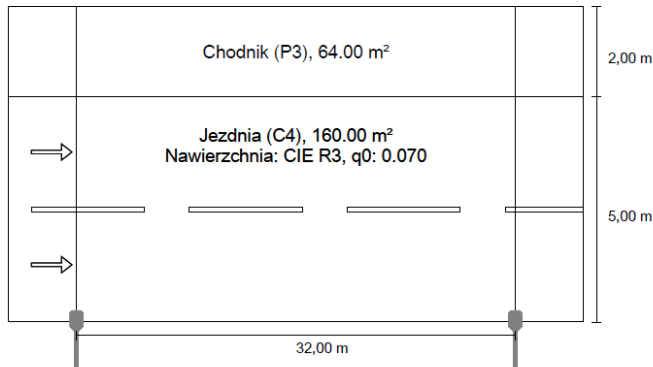 Chodnik (P3), 64.00 m²
2,00 m
Jezdnia (C4), 160.00 m²
Nawierzchnia: CIE R3, q0: 0.070
5,00 m
32,00 m